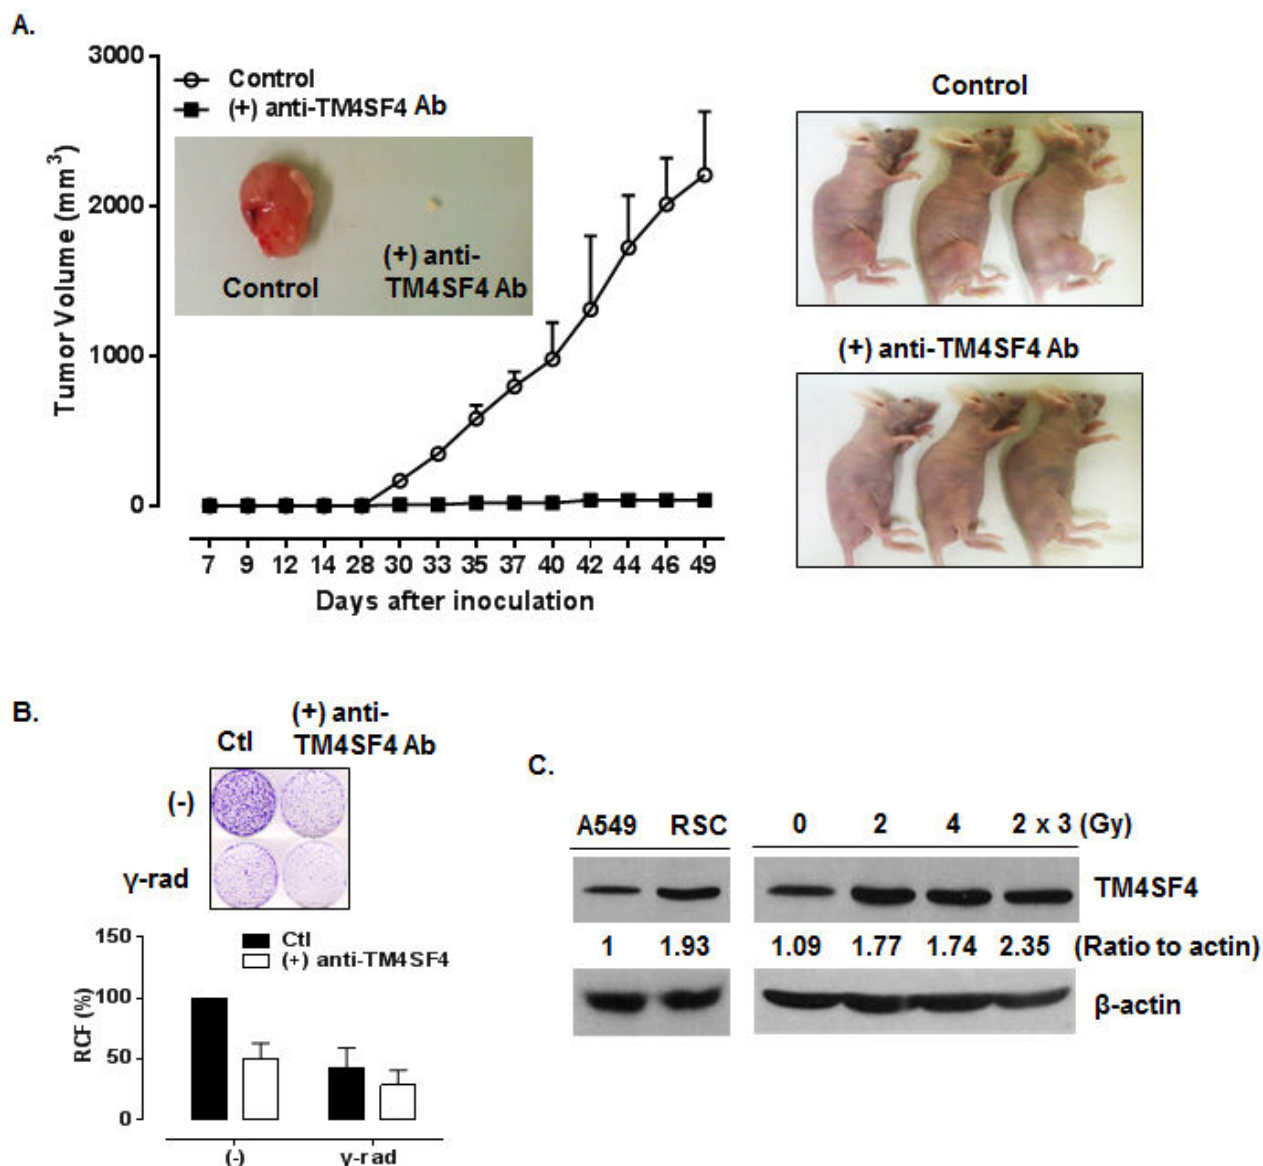 A.
3000
2000
1000
0
Tumor Volume (mm³)
Control
(+) anti-TM4SF4 Ab
Control
(+) anti-
TM4SF4 Ab
7 9 12 14 28 30 33 35 37 40 42 44 46 49
Days after inoculation
Control
(+) anti-TM4SF4 Ab
B.
Ctl
(+) anti-
TM4SF4 Ab
(-)
γ-rad
150
100
50
0
RCF (%)
Ctl
(+) anti-TM4SF4
(-) γ-rad
C.
A549 RSC 0 2 4 2 x 3 (Gy)
TM4SF4
1 1.93 1.09 1.77 1.74 2.35 (Ratio to actin)
β-actin